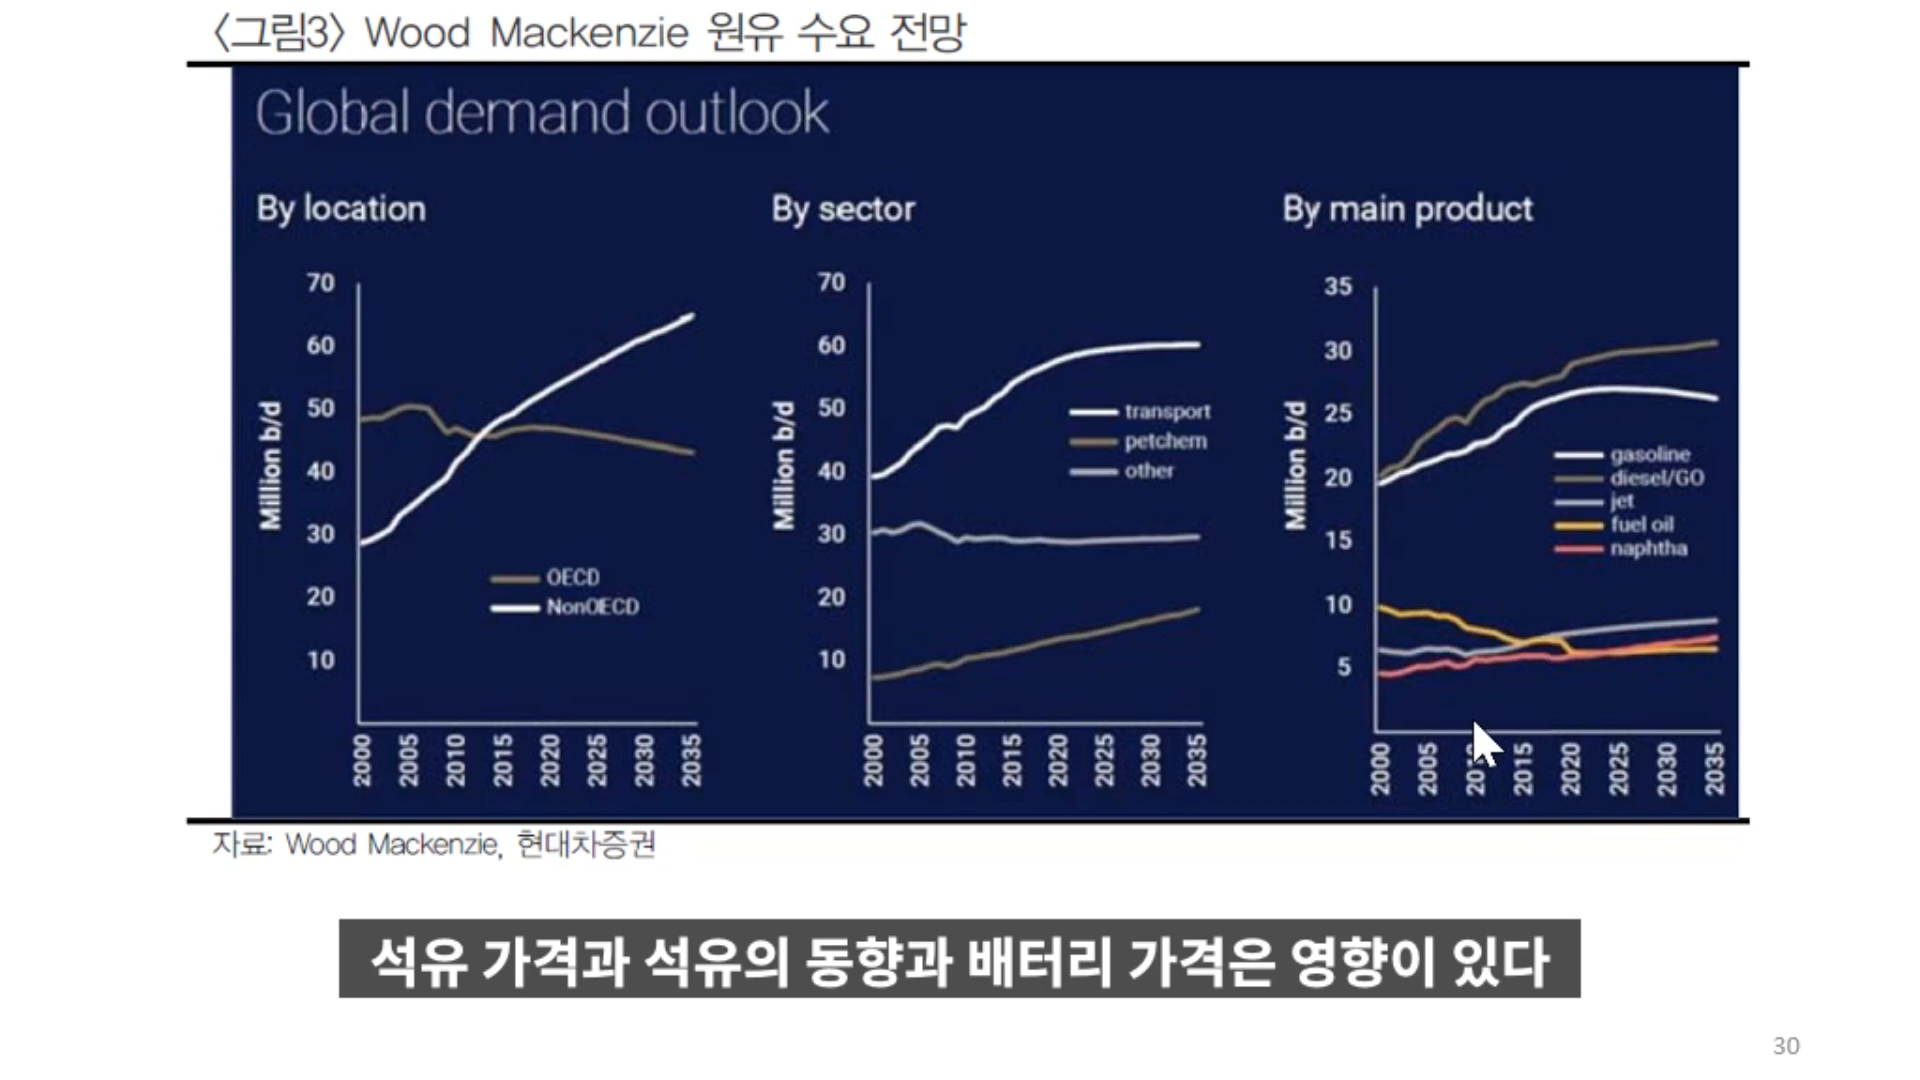 <그림3> Wood Mackenzie 원유 수요 전망
Global demand outlook
By location
70
60
50
40
30
20
10
Million b/d
OECD
NonOECD
2000 2005 2010 2015 2020 2025 2030 2035
By sector
70
60
50
40
30
20
10
Million b/d
transport
petchem
other
2000 2005 2010 2015 2020 2025 2030 2035
By main product
35
30
25
20
15
10
5
Million b/d
gasoline
diesel/GO
jet
fuel oil
naphtha
2000 2005 2015 2020 2025 2030 2035
자료: Wood Mackenzie, 현대차증권
석유 가격과 석유의 동향과 배터리 가격은 영향이 있다
30